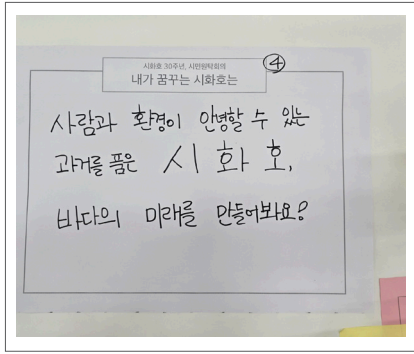 시화호 30주년, 시민원탁회의
내가 꿈꾸는 시화호는
④
사람과 환경이 안녕할 수 있는
과거를 품은 시화호,
바다의 미래를 만들어봐요?